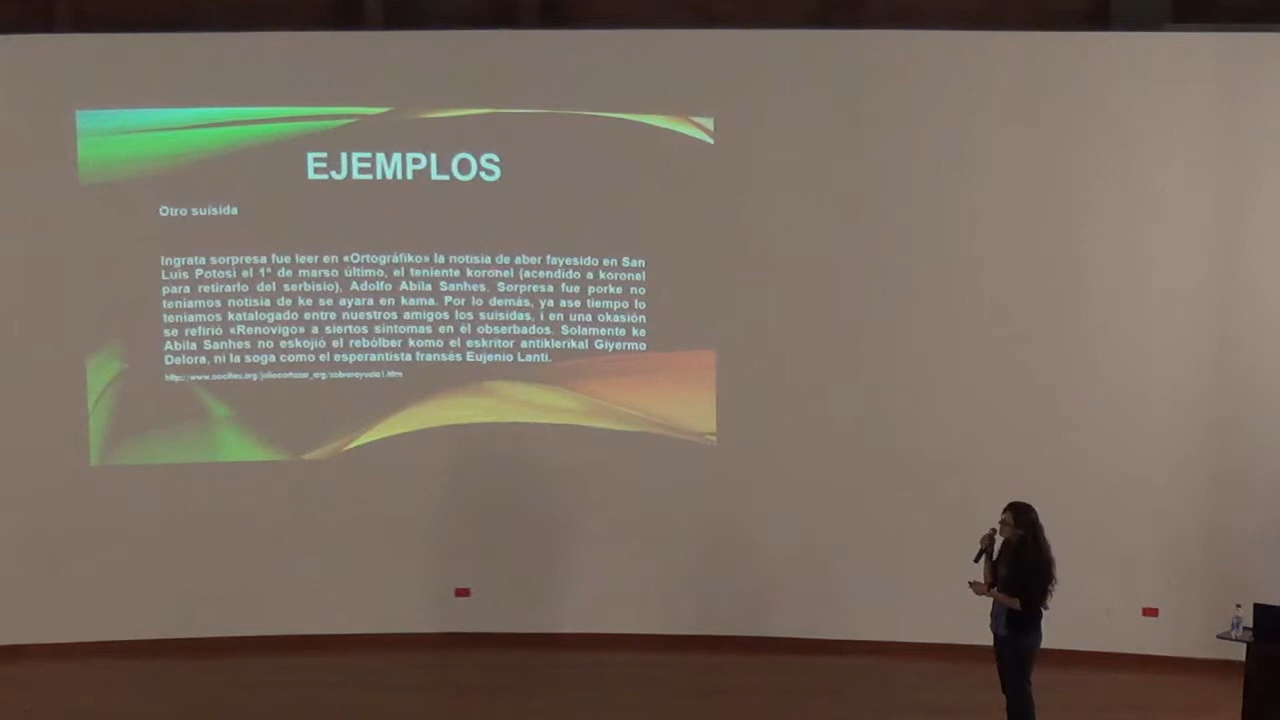 EJEMPLOS
Otro suisida
Ingrata sorpresa fue leer en «Ortográfiko» la notisia de aber fayesido en San
Luis Potosí el 1º de marso último, el teniente koronel (acendido a koronel
para retirarlo del serbisio), Adolfo Abila Sanhes. Sorpresa fue porke no
teníamos notisia de ke se ayara en kama. Por lo demás, ya ase tiempo lo
teníamos katalogado entre nuestros amigos los suisidas, i en una okasión
se refirió «Renovigo» a siertos síntomas en él obserbados. Solamente ke
Abila Sanhes no eskojió el rebólber komo el eskritor antiklerikal Giyermo
Delora, ni la soga como el esperantista fransés Eujenio Lanti.